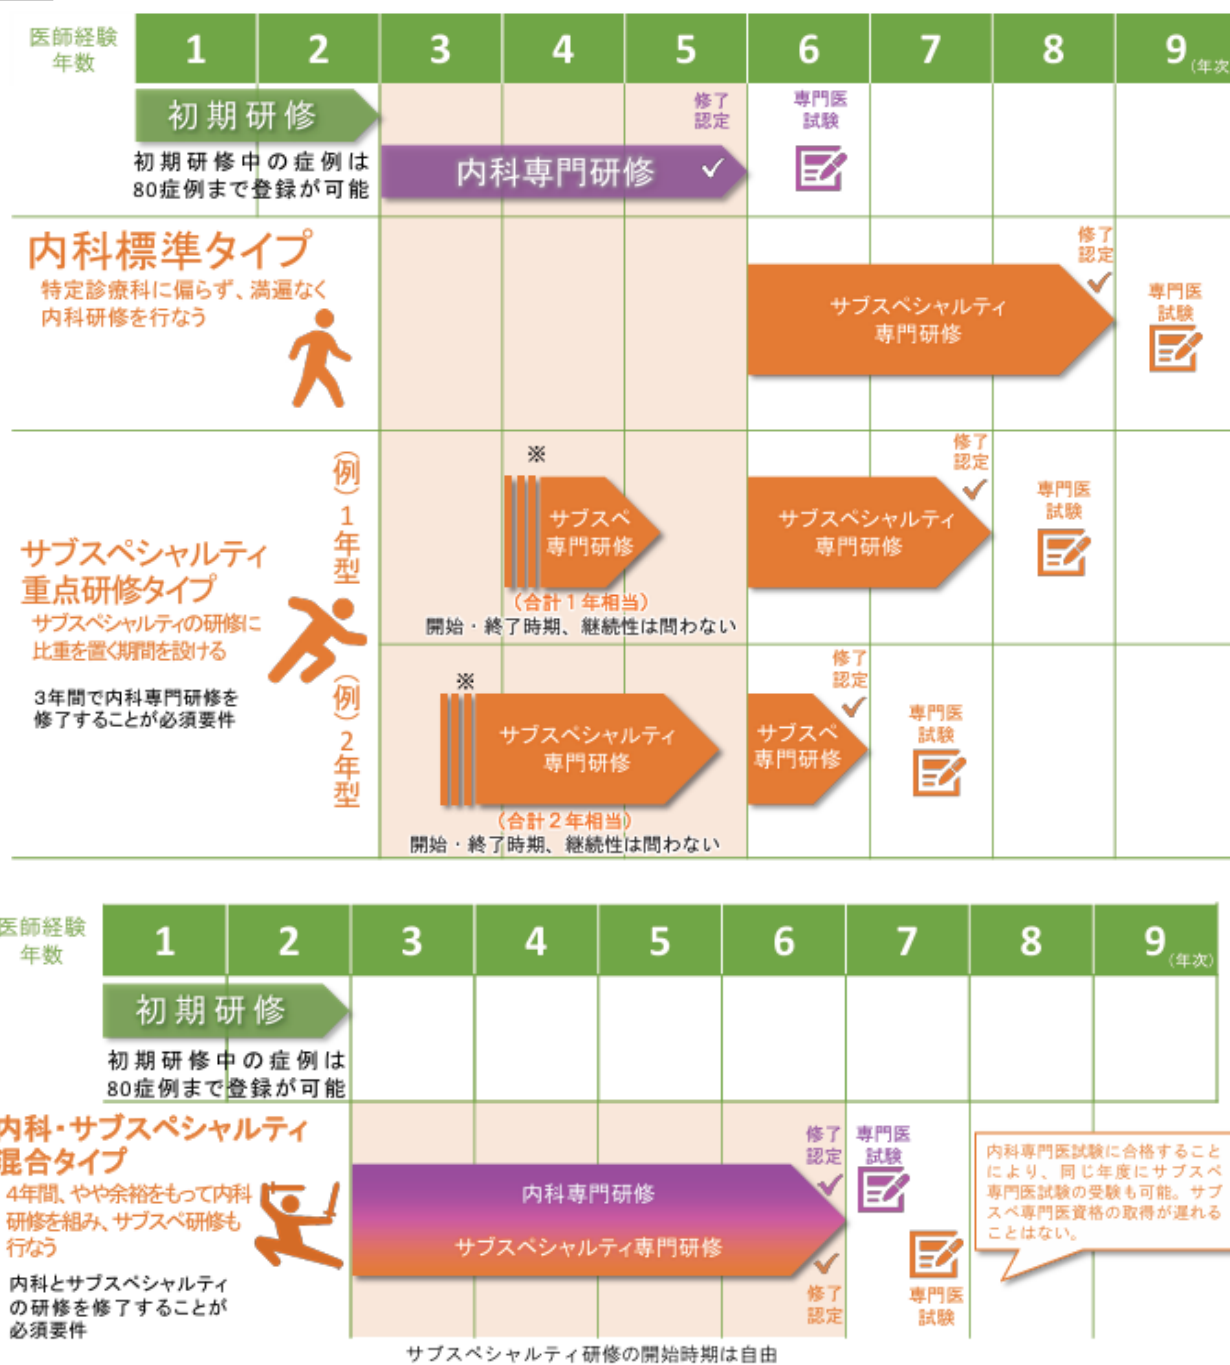 医師経験
年数
1 2 3 4 5 6 7 8 9(年次
初期研修
初期研修中の症例は
80症例まで登録が可能
修了
認定
内科専門研修
専門医
試験
内科標準タイプ
特定診療科に偏らず、満遍なく
内科研修を行なう
サブスペシャルティ
専門研修
修了
認定
専門医
試験
サブスペシャルティ
重点研修タイプ
サブスペシャルティの研修に
比重を置く期間を設ける
3年間で内科専門研修を
修了することが必須要件
(例)1年型
※
サブスペ
専門研修
(合計1年相当)
開始・終了時期、継続性は問わない
サブスペシャルティ
専門研修
修了
認定
専門医
試験
(例)2年型
※
サブスペシャルティ
専門研修
(合計2年相当)
開始・終了時期、継続性は問わない
サブスペ
専門研修
修了
認定
専門医
試験
医師経験
年数
1 2 3 4 5 6 7 8 9(年次)
初期研修
初期研修中の症例は
80症例まで登録が可能
内科・サブスペシャルティ
混合タイプ
4年間、やや余裕をもって内科
研修を組み、サブスペ研修も
行なう
内科とサブスペシャルティ
の研修を修了することが
必須要件
内科専門研修
サブスペシャルティ専門研修
修了
認定
専門医
試験
修了
認定
専門医
試験
内科専門医試験に合格すること
により、同じ年度にサブスペ
専門医試験の受験も可能。サブ
スペ専門医資格の取得が遅れる
ことはない。
サブスペシャルティ研修の開始時期は自由